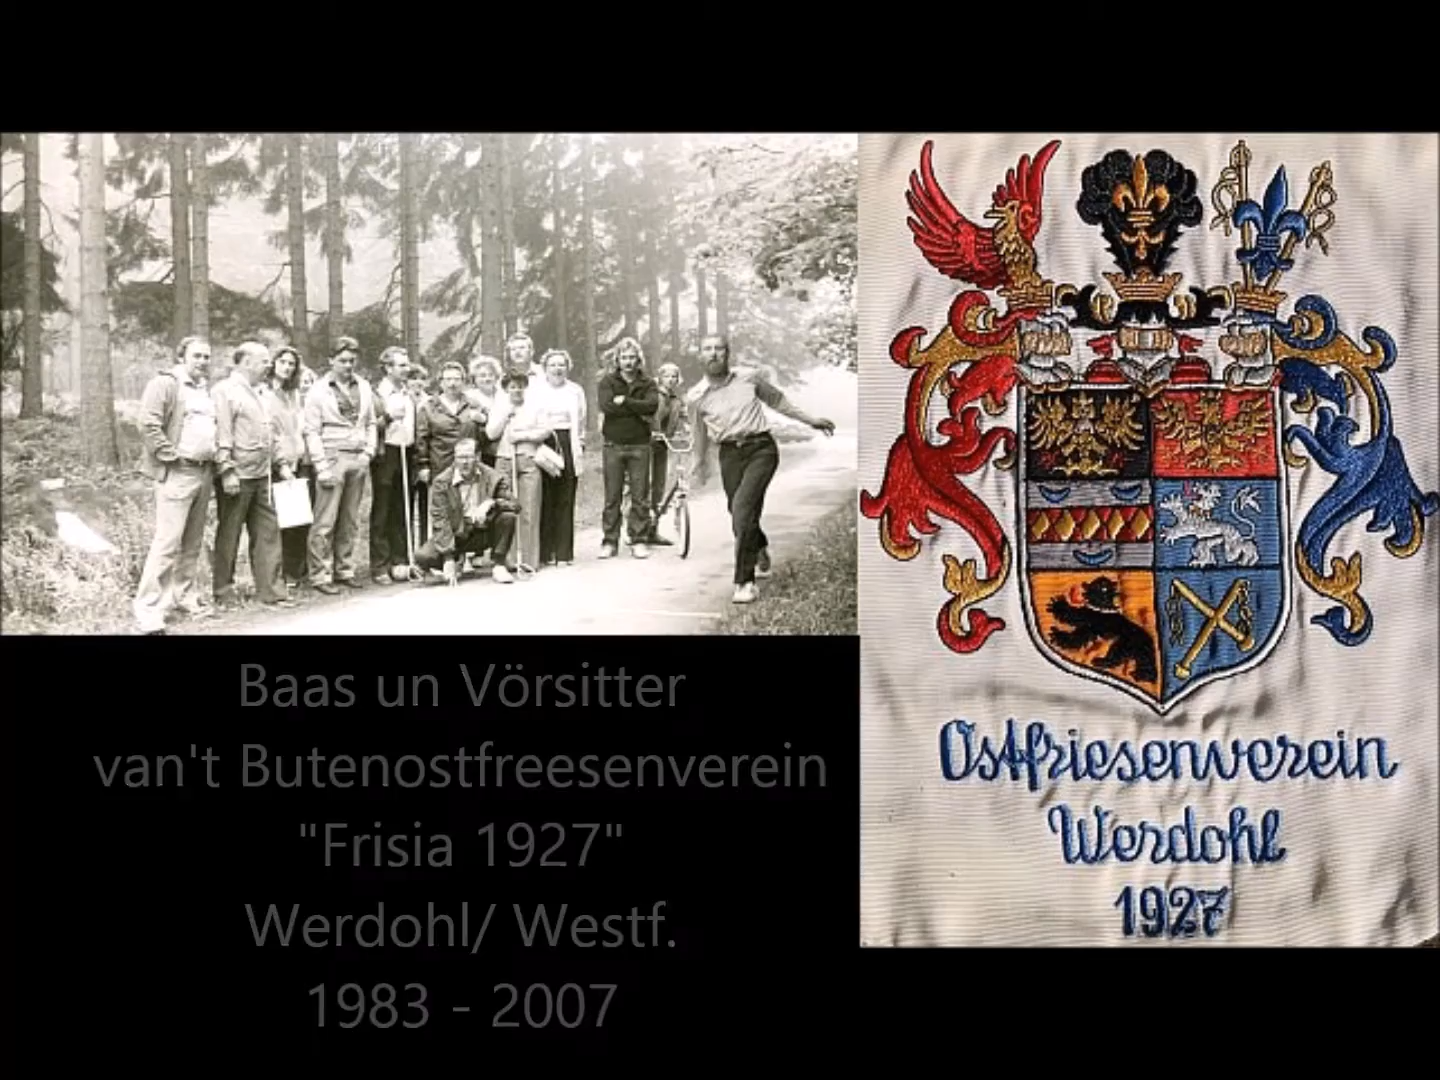 Baas un Vörsitter
van't Butenostfreesenverein
"Frisia 1927"
Werdohl/ Westf.
1983 - 2007
Ostfriesenverein
Werdohl
1927